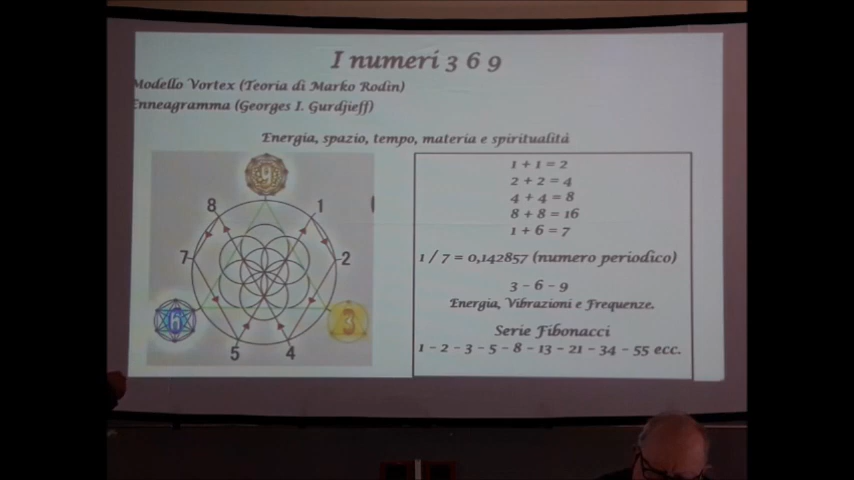 I numeri 3 6 9
Modello Vortex (Teoria di Marko Rodin)
Enneagramma (Georges I. Gurdjieff)
Energia, spazio, tempo, materia e spiritualità
9
8
1
7
2
6
3
5
4
1 + 1 = 2
2 + 2 = 4
4 + 4 = 8
8 + 8 = 16
1 + 6 = 7
1 / 7 = 0,142857 (numero periodico)
3 - 6 - 9
Energia, Vibrazioni e Frequenze.
Serie Fibonacci
1 - 2 - 3 - 5 - 8 - 13 - 21 - 34 - 55 ecc.